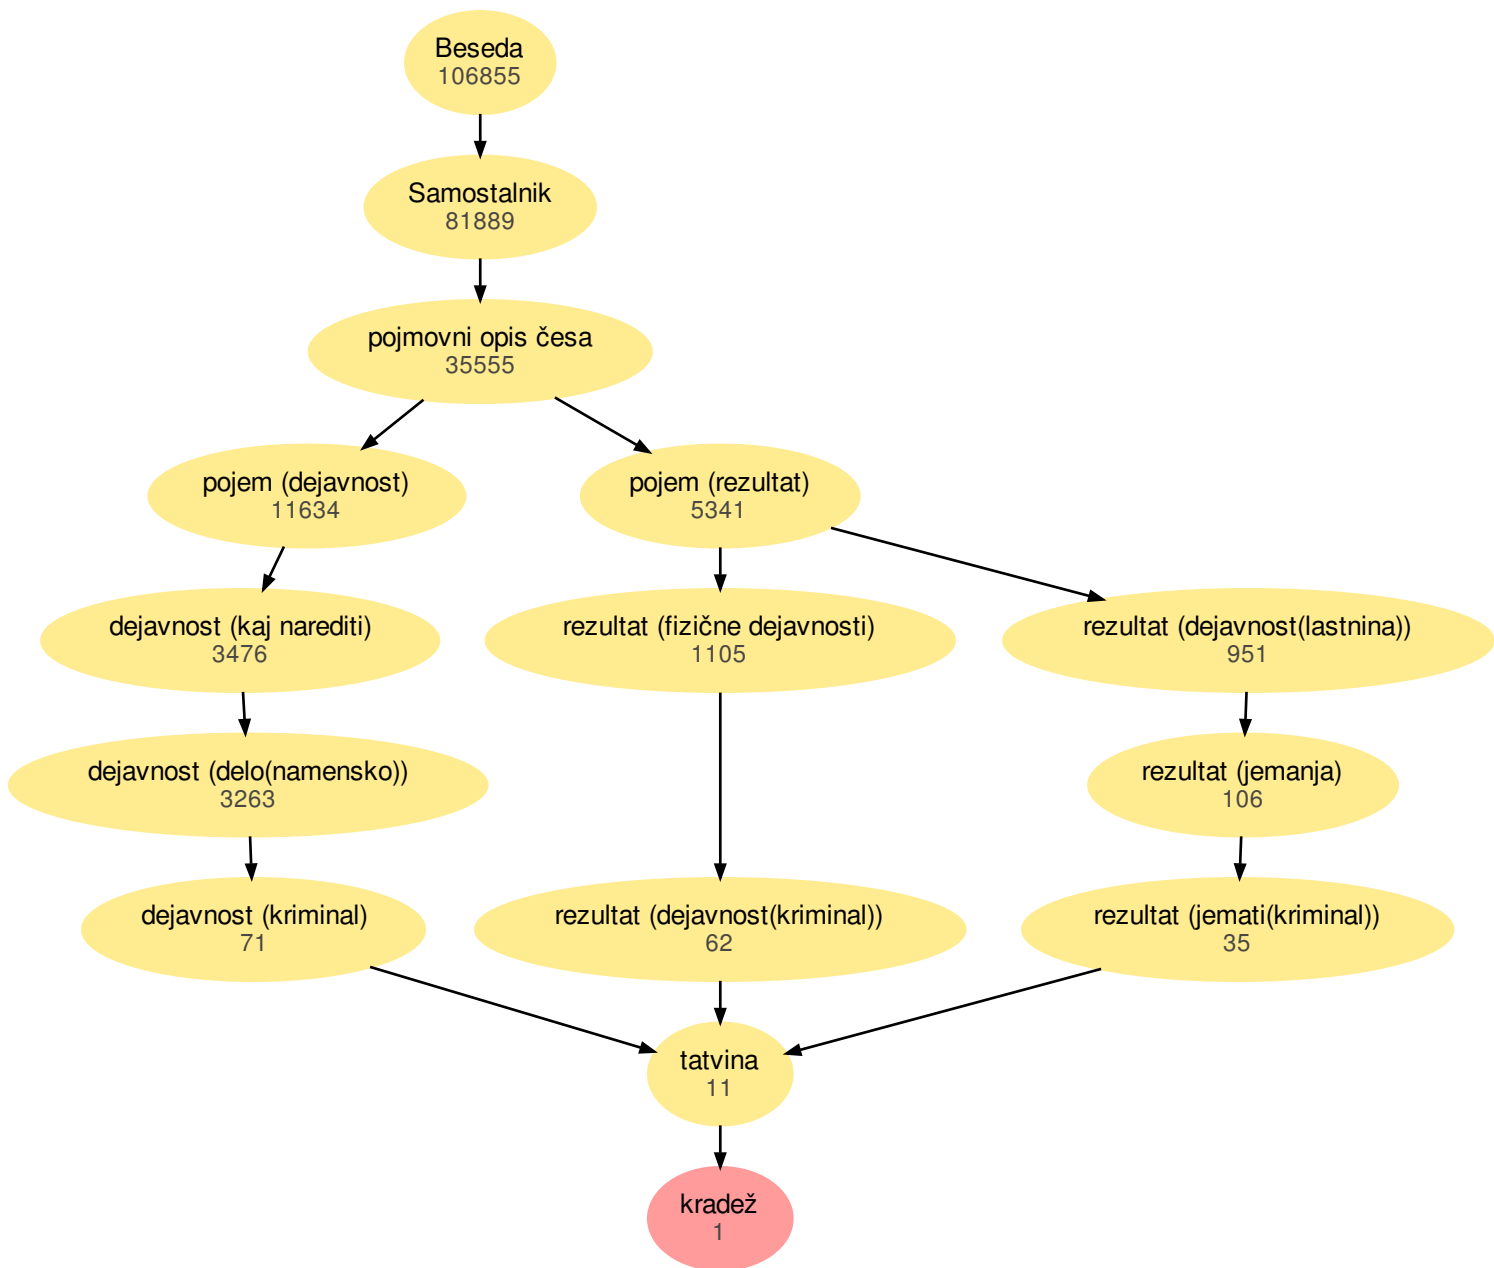 Beseda
106855
Samostalnik
81889
pojmovni opis česa
35555
pojem (dejavnost)
11634
pojem (rezultat)
5341
dejavnost (kaj narediti)
3476
rezultat (fizične dejavnosti)
1105
rezultat (dejavnost(lastnina))
951
dejavnost (delo(namensko))
3263
rezultat (jemanja)
106
dejavnost (kriminal)
71
rezultat (dejavnost(kriminal))
62
rezultat (jemati(kriminal))
35
tatvina
11
kradež
1